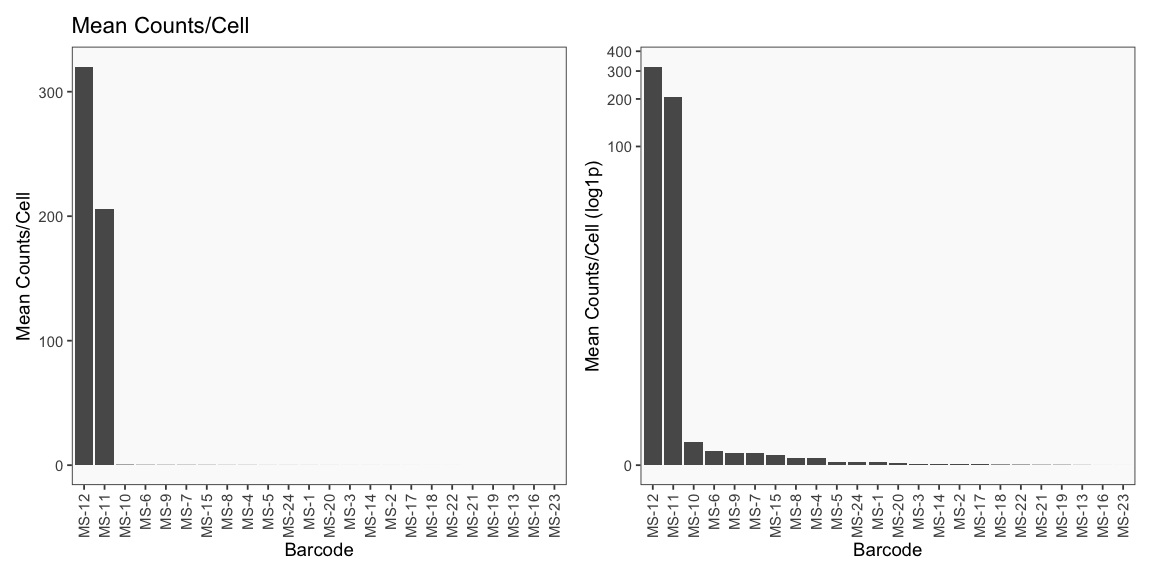 Mean Counts/Cell
Mean Counts/Cell
300
200
100
0
MS-12
MS-11
MS-10
MS-6
MS-9
MS-7
MS-15
MS-8
MS-4
MS-5
MS-24
MS-1
MS-20
MS-3
MS-14
MS-2
MS-17
MS-18
MS-22
MS-21
MS-19
MS-13
MS-16
MS-23
Barcode
Mean Counts/Cell (log1p)
400
300
200
100
0
MS-12
MS-11
MS-10
MS-6
MS-9
MS-7
MS-15
MS-8
MS-4
MS-5
MS-24
MS-1
MS-20
MS-3
MS-14
MS-2
MS-17
MS-18
MS-22
MS-21
MS-19
MS-13
MS-16
MS-23
Barcode